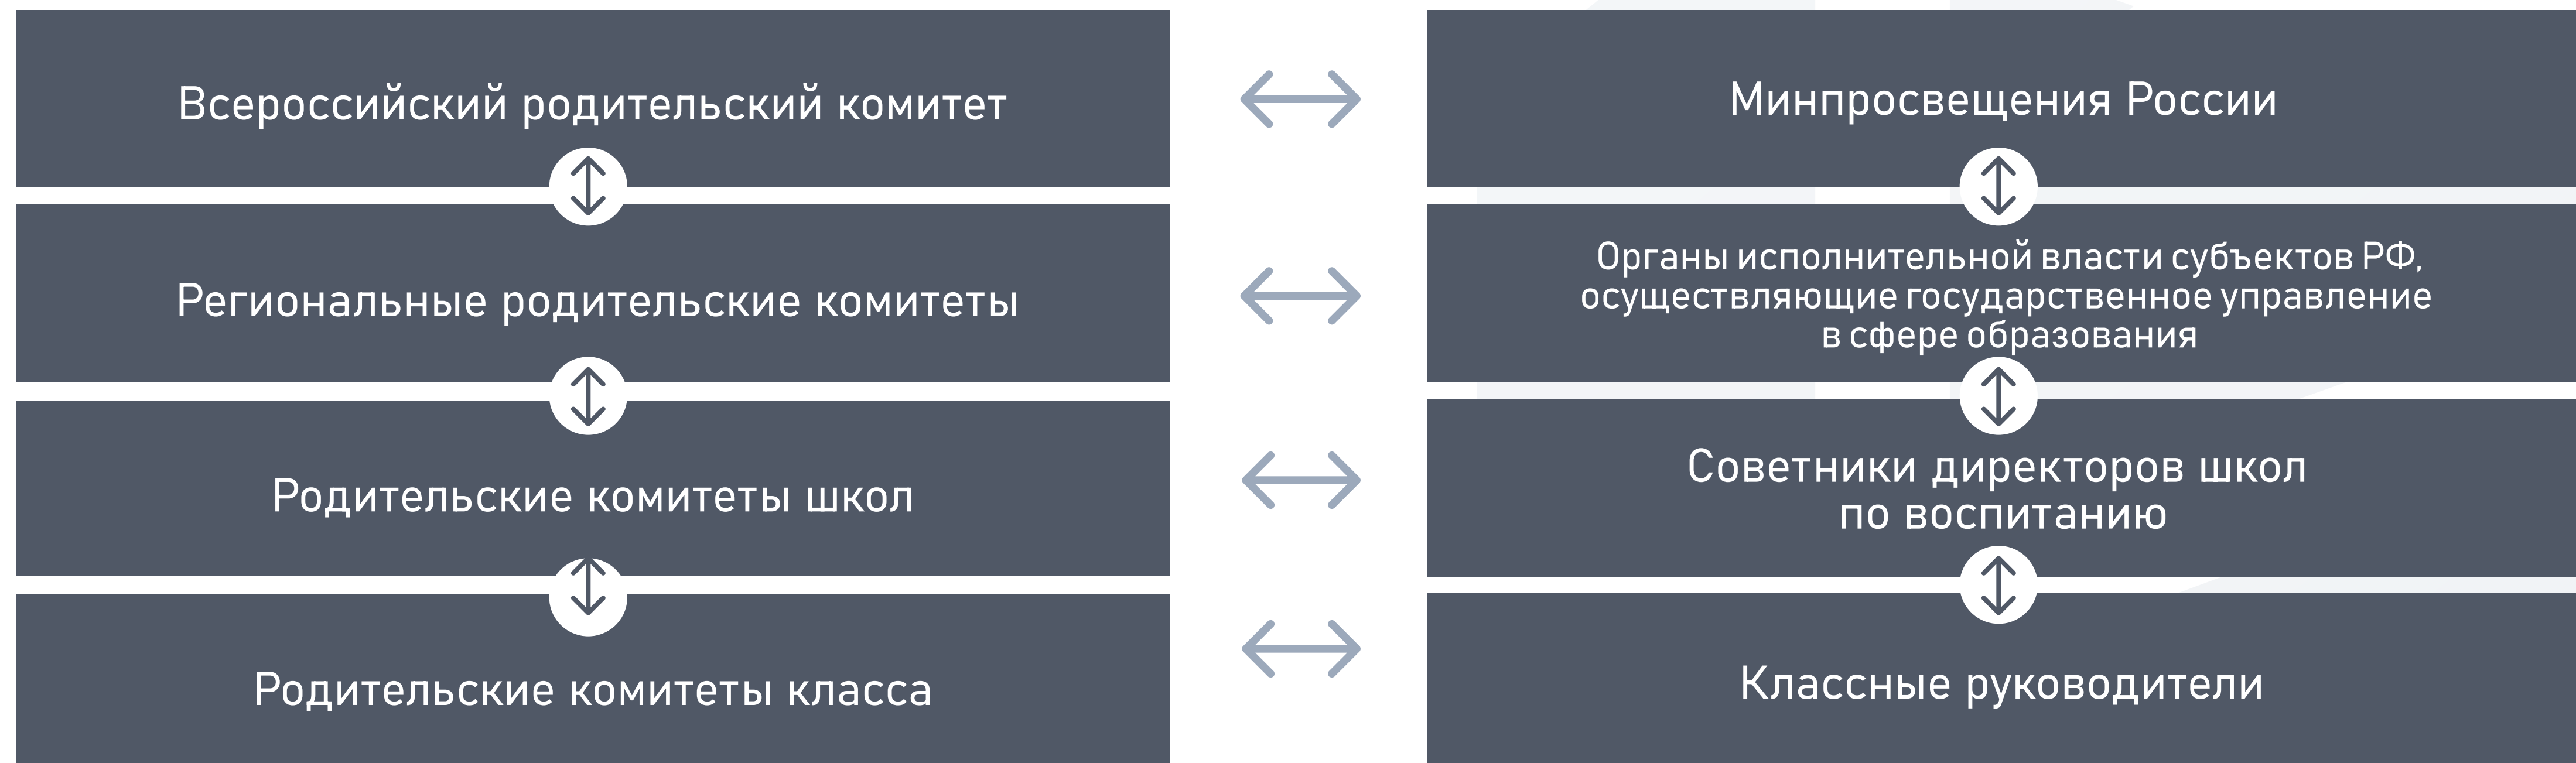 Всероссийский родительский комитет
Минпросвещения России
Региональные родительские комитеты
Органы исполнительной власти субъектов РФ,
осуществляющие государственное управление
в сфере образования
Родительские комитеты школ
Советники директоров школ
по воспитанию
Родительские комитеты класса
Классные руководители